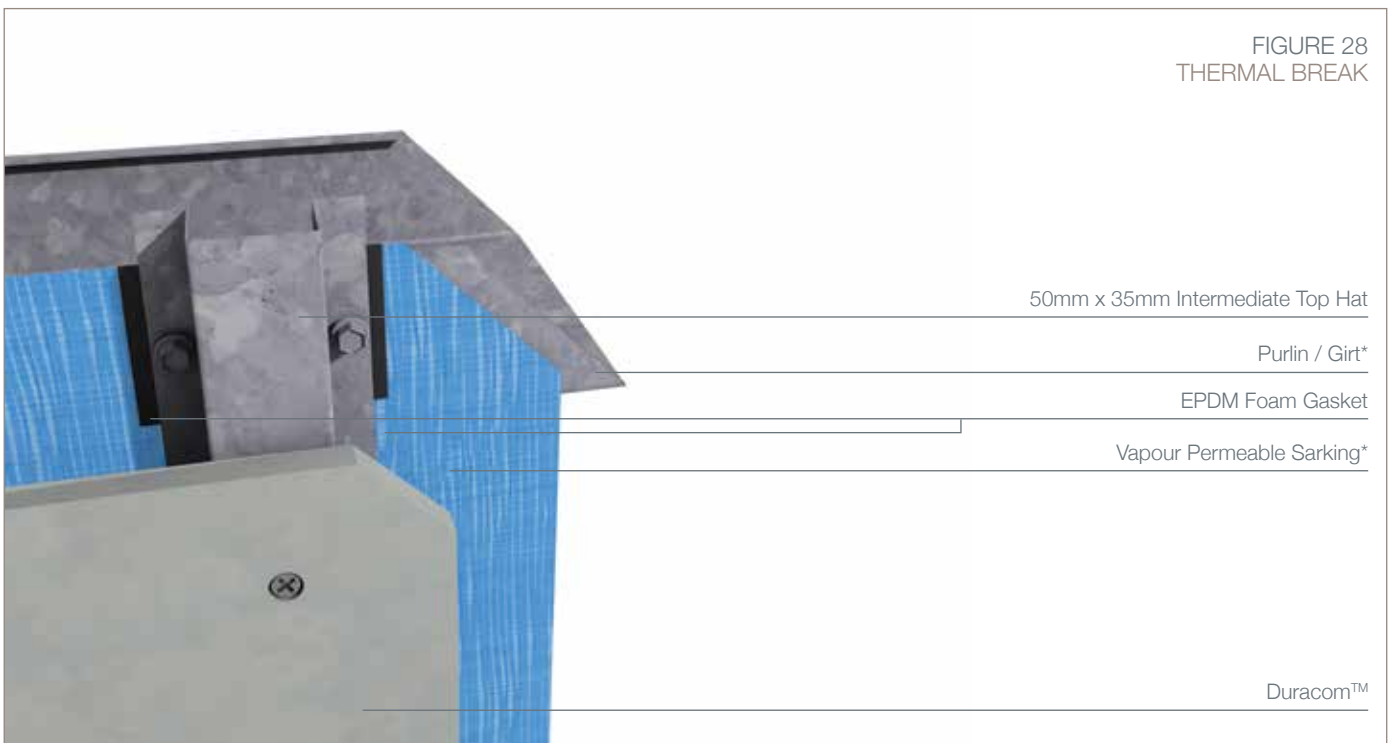 FIGURE 28
THERMAL BREAK
50mm x 35mm Intermediate Top Hat
Purlin / Girt*
EPDM Foam Gasket
Vapour Permeable Sarking*
Duracom™